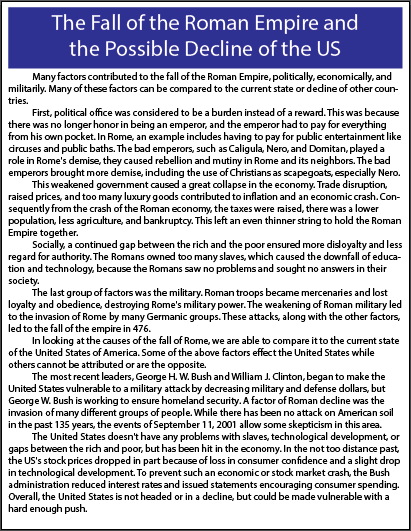 The Fall of the Roman Empire and
the Possible Decline of the US
Many factors contributed to the fall of the Roman Empire, politically, economically, and
militarily. Many of these factors can be compared to the current state or decline of other coun-
tries.
First, political office was considered to be a burden instead of a reward. This was because
there was no longer honor in being an emperor, and the emperor had to pay for everything
from his own pocket. In Rome, an example includes having to pay for public entertainment like
circuses and public baths. The bad emperors, such as Caligula, Nero, and Domitan, played a
role in Rome's demise, they caused rebellion and mutiny in Rome and its neighbors. The bad
emperors brought more demise, including the use of Christians as scapegoats, especially Nero.
This weakened government caused a great collapse in the economy. Trade disruption,
raised prices, and too many luxury goods contributed to inflation and an economic crash. Con-
sequently from the crash of the Roman economy, the taxes were raised, there was a lower
population, less agriculture, and bankruptcy. This left an even thinner string to hold the Roman
Empire together.
Socially, a continued gap between the rich and the poor ensured more disloyalty and less
regard for authority. The Romans owned too many slaves, which caused the downfall of educa-
tion and technology, because the Romans saw no problems and sought no answers in their
society.
The last group of factors was the military. Roman troops became mercenaries and lost
loyalty and obedience, destroying Rome's military power. The weakening of Roman military led
to the invasion of Rome by many Germanic groups. These attacks, along with the other factors,
led to the fall of the empire in 476.
In looking at the causes of the fall of Rome, we are able to compare it to the current state
of the United States of America. Some of the above factors effect the United States while
others cannot be attributed or are the opposite.
The most recent leaders, George H. W. Bush and William J. Clinton, began to make the
United States vulnerable to a military attack by decreasing military and defense dollars, but
George W. Bush is working to ensure homeland security. A factor of Roman decline was the
invasion of many different groups of people. While there has been no attack on American soil
in the past 135 years, the events of September 11, 2001 allow some skepticism in this area.
The United States doesn't have any problems with slaves, technological development, or
gaps between the rich and poor, but has been hit in the economy. In the not too distance past,
the US's stock prices dropped in part because of loss in consumer confidence and a slight drop
in technological development. To prevent such an economic or stock market crash, the Bush
administration reduced interest rates and issued statements encouraging consumer spending.
Overall, the United States is not headed or in a decline, but could be made vulnerable with a
hard enough push.